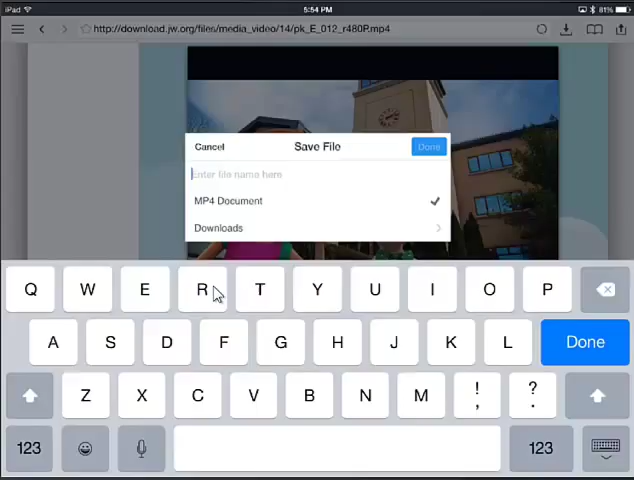 iPad
5:54 PM
81%
http://download.jw.org/files/media_video/14/pk_E_012_r480P.mp4
Cancel
Save File
Done
Enter file name here
MP4 Document
Downloads
Q W E R T Y U I O P
A S D F G H J K L Done
Z X C V B N M ! , ? .
123 123